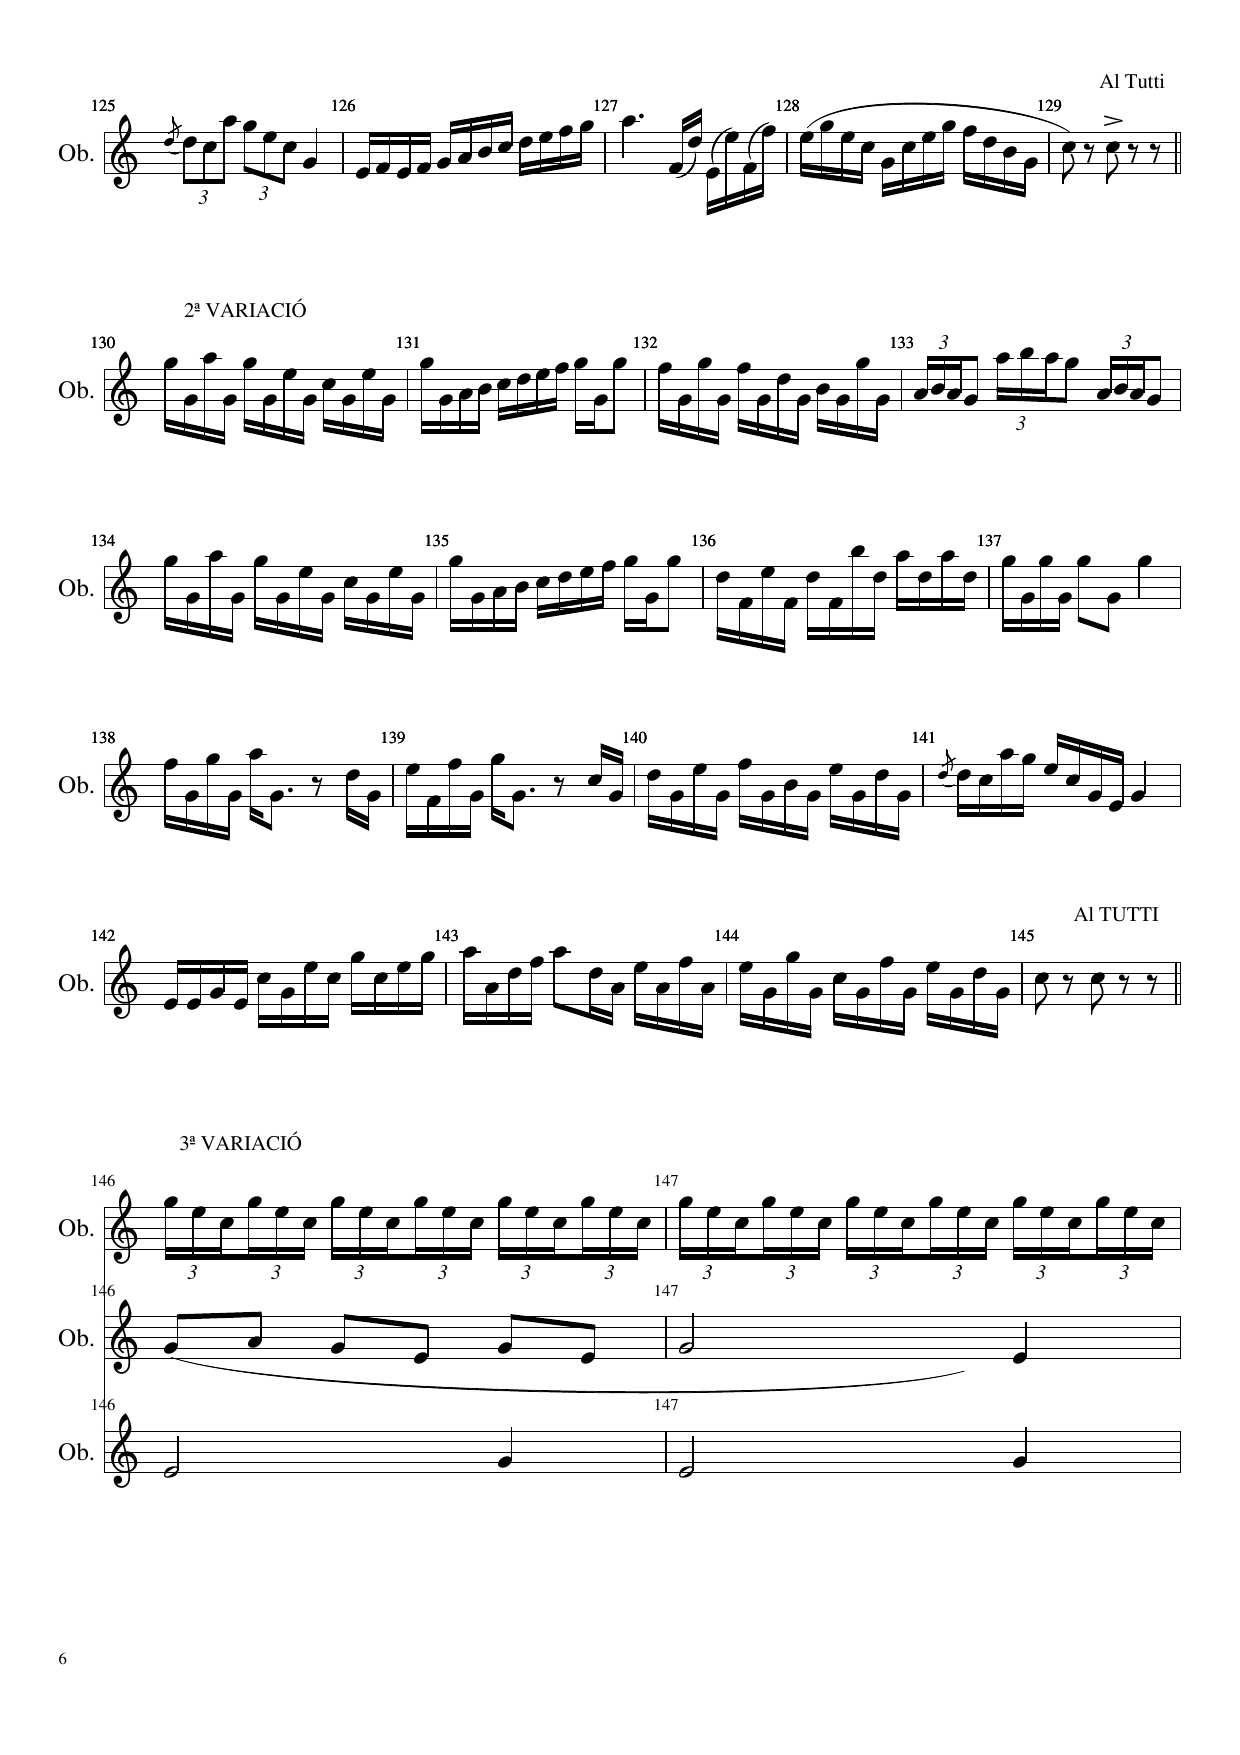 Al Tutti
125 126 127 128 129
Ob.
3 3
2ª VARIACIÓ
130 131 132 133 3 3
Ob.
3
134 135 136 137
Ob.
138 139 140 141
Ob.
Al TUTTI
142 143 144 145
Ob.
3ª VARIACIÓ
146 147
Ob.
3 3 3 3 3 3 3 3 3 3 3 3
146 147
Ob.
146 147
Ob.
6